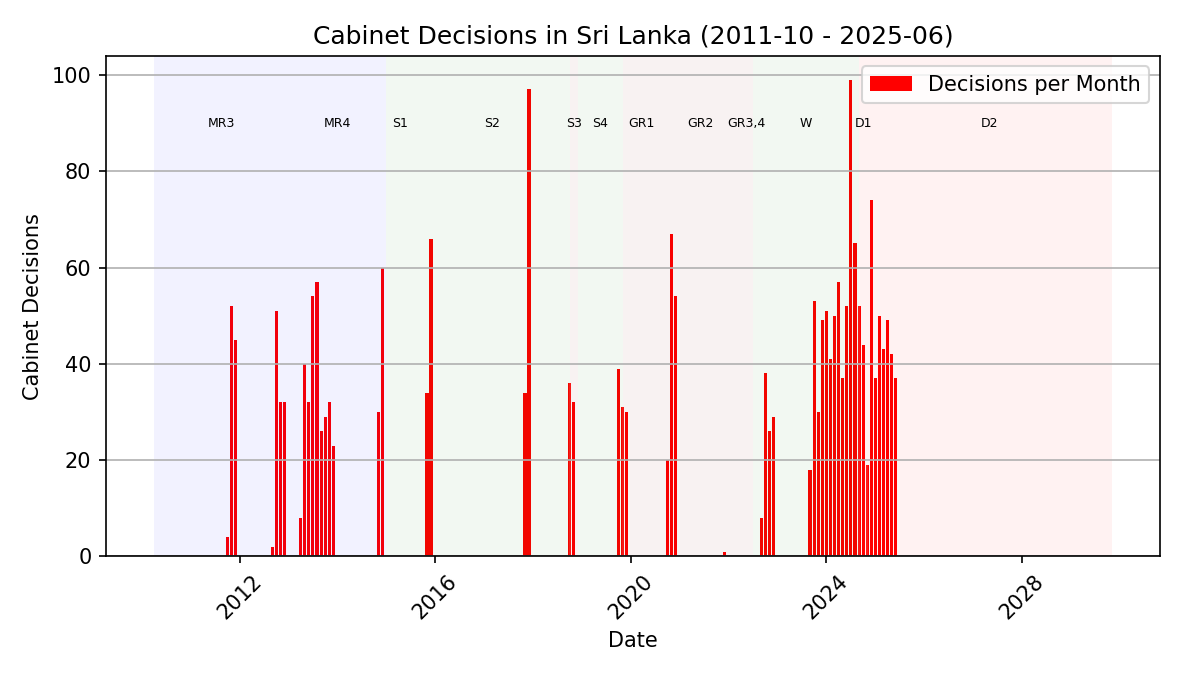 Cabinet Decisions in Sri Lanka (2011-10 - 2025-06)
Decisions per Month
100
80
60
40
20
0
Cabinet Decisions
MR3 MR4 S1 S2 S3 S4 GR1 GR2 GR3,4 W D1 D2
2012 2016 2020 2024 2028
Date